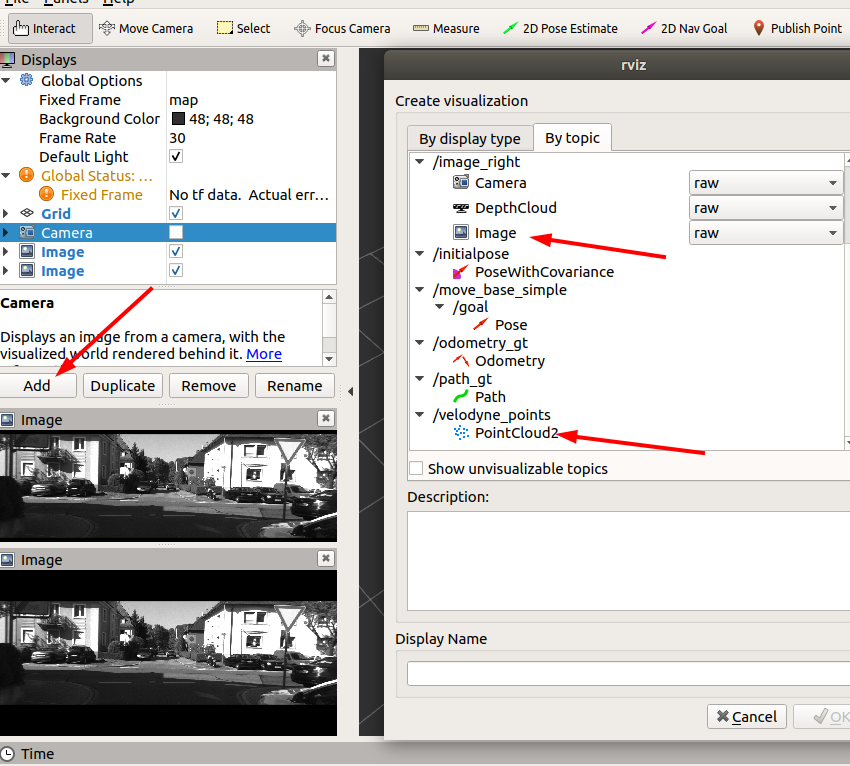 File Panels Help
Interact Move Camera Select Focus Camera Measure 2D Pose Estimate 2D Nav Goal Publish Point
Displays
Global Options
Fixed Frame map
Background Color 48; 48; 48
Frame Rate 30
Default Light
Global Status: ...
Fixed Frame No tf data. Actual err...
Grid
Camera
Image
Image
Camera
Displays an image from a camera, with the
visualized world rendered behind it. More
Add Duplicate Remove Rename
Image
Image
Time
rviz
Create visualization
By display type By topic
/image_right
Camera raw
DepthCloud raw
Image raw
/initialpose
PoseWithCovariance
/move_base_simple
/goal
Pose
/odometry_gt
Odometry
/path_gt
Path
/velodyne_points
PointCloud2
Show unvisualizable topics
Description:
Display Name
Cancel OK